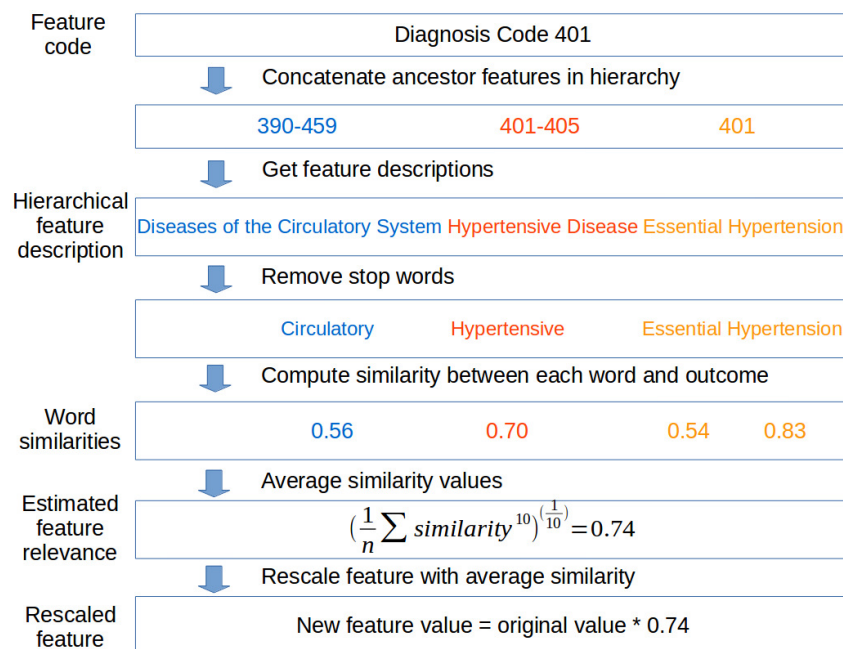 Feature
code
Diagnosis Code 401
Concatenate ancestor features in hierarchy
390-459 401-405 401
Get feature descriptions
Hierarchical
feature
description
Diseases of the Circulatory System Hypertensive Disease Essential Hypertension
Remove stop words
Circulatory Hypertensive Essential Hypertension
Compute similarity between each word and outcome
Word
similarities
0.56 0.70 0.54 0.83
Average similarity values
Estimated
feature
relevance
(1/n ∑ similarity^10)^(1/10) = 0.74
Rescale feature with average similarity
Rescaled
feature
New feature value = original value * 0.74